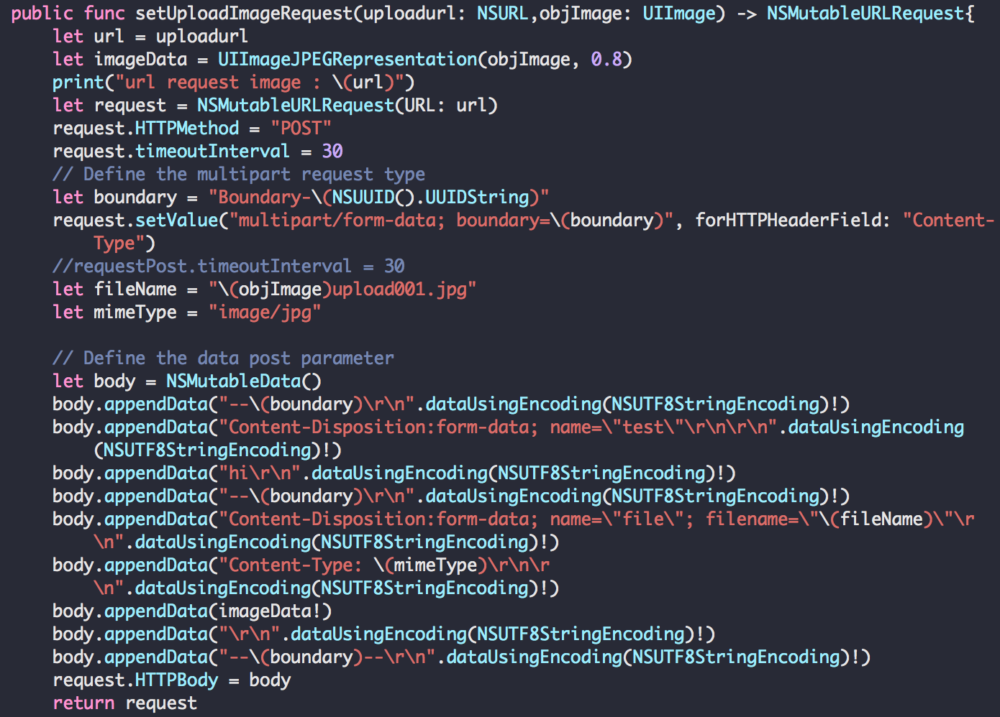 public func setUploadImageRequest(uploadurl: NSURL,objImage: UIImage) -> NSMutableURLRequest{
let url = uploadurl
let imageData = UIImageJPEGRepresentation(objImage, 0.8)
print("url request image : \(url)")
let request = NSMutableURLRequest(URL: url)
request.HTTPMethod = "POST"
request.timeoutInterval = 30
// Define the multipart request type
let boundary = "Boundary-\(NSUUID().UUIDString)"
request.setValue("multipart/form-data; boundary=\(boundary)", forHTTPHeaderField: "Content-
Type")
//requestPost.timeoutInterval = 30
let fileName = "\(objImage)upload001.jpg"
let mimeType = "image/jpg"
// Define the data post parameter
let body = NSMutableData()
body.appendData("--\(boundary)\r\n".dataUsingEncoding(NSUTF8StringEncoding)!)
body.appendData("Content-Disposition:form-data; name=\"test\"\r\n\r\n".dataUsingEncoding
(NSUTF8StringEncoding)!)
body.appendData("hi\r\n".dataUsingEncoding(NSUTF8StringEncoding)!)
body.appendData("--\(boundary)\r\n".dataUsingEncoding(NSUTF8StringEncoding)!)
body.appendData("Content-Disposition:form-data; name=\"file\"; filename=\"\(fileName)\"\r
\n".dataUsingEncoding(NSUTF8StringEncoding)!)
body.appendData("Content-Type: \(mimeType)\r\n\r
\n".dataUsingEncoding(NSUTF8StringEncoding)!)
body.appendData(imageData!)
body.appendData("\r\n".dataUsingEncoding(NSUTF8StringEncoding)!)
body.appendData("--\(boundary)--\r\n".dataUsingEncoding(NSUTF8StringEncoding)!)
request.HTTPBody = body
return request